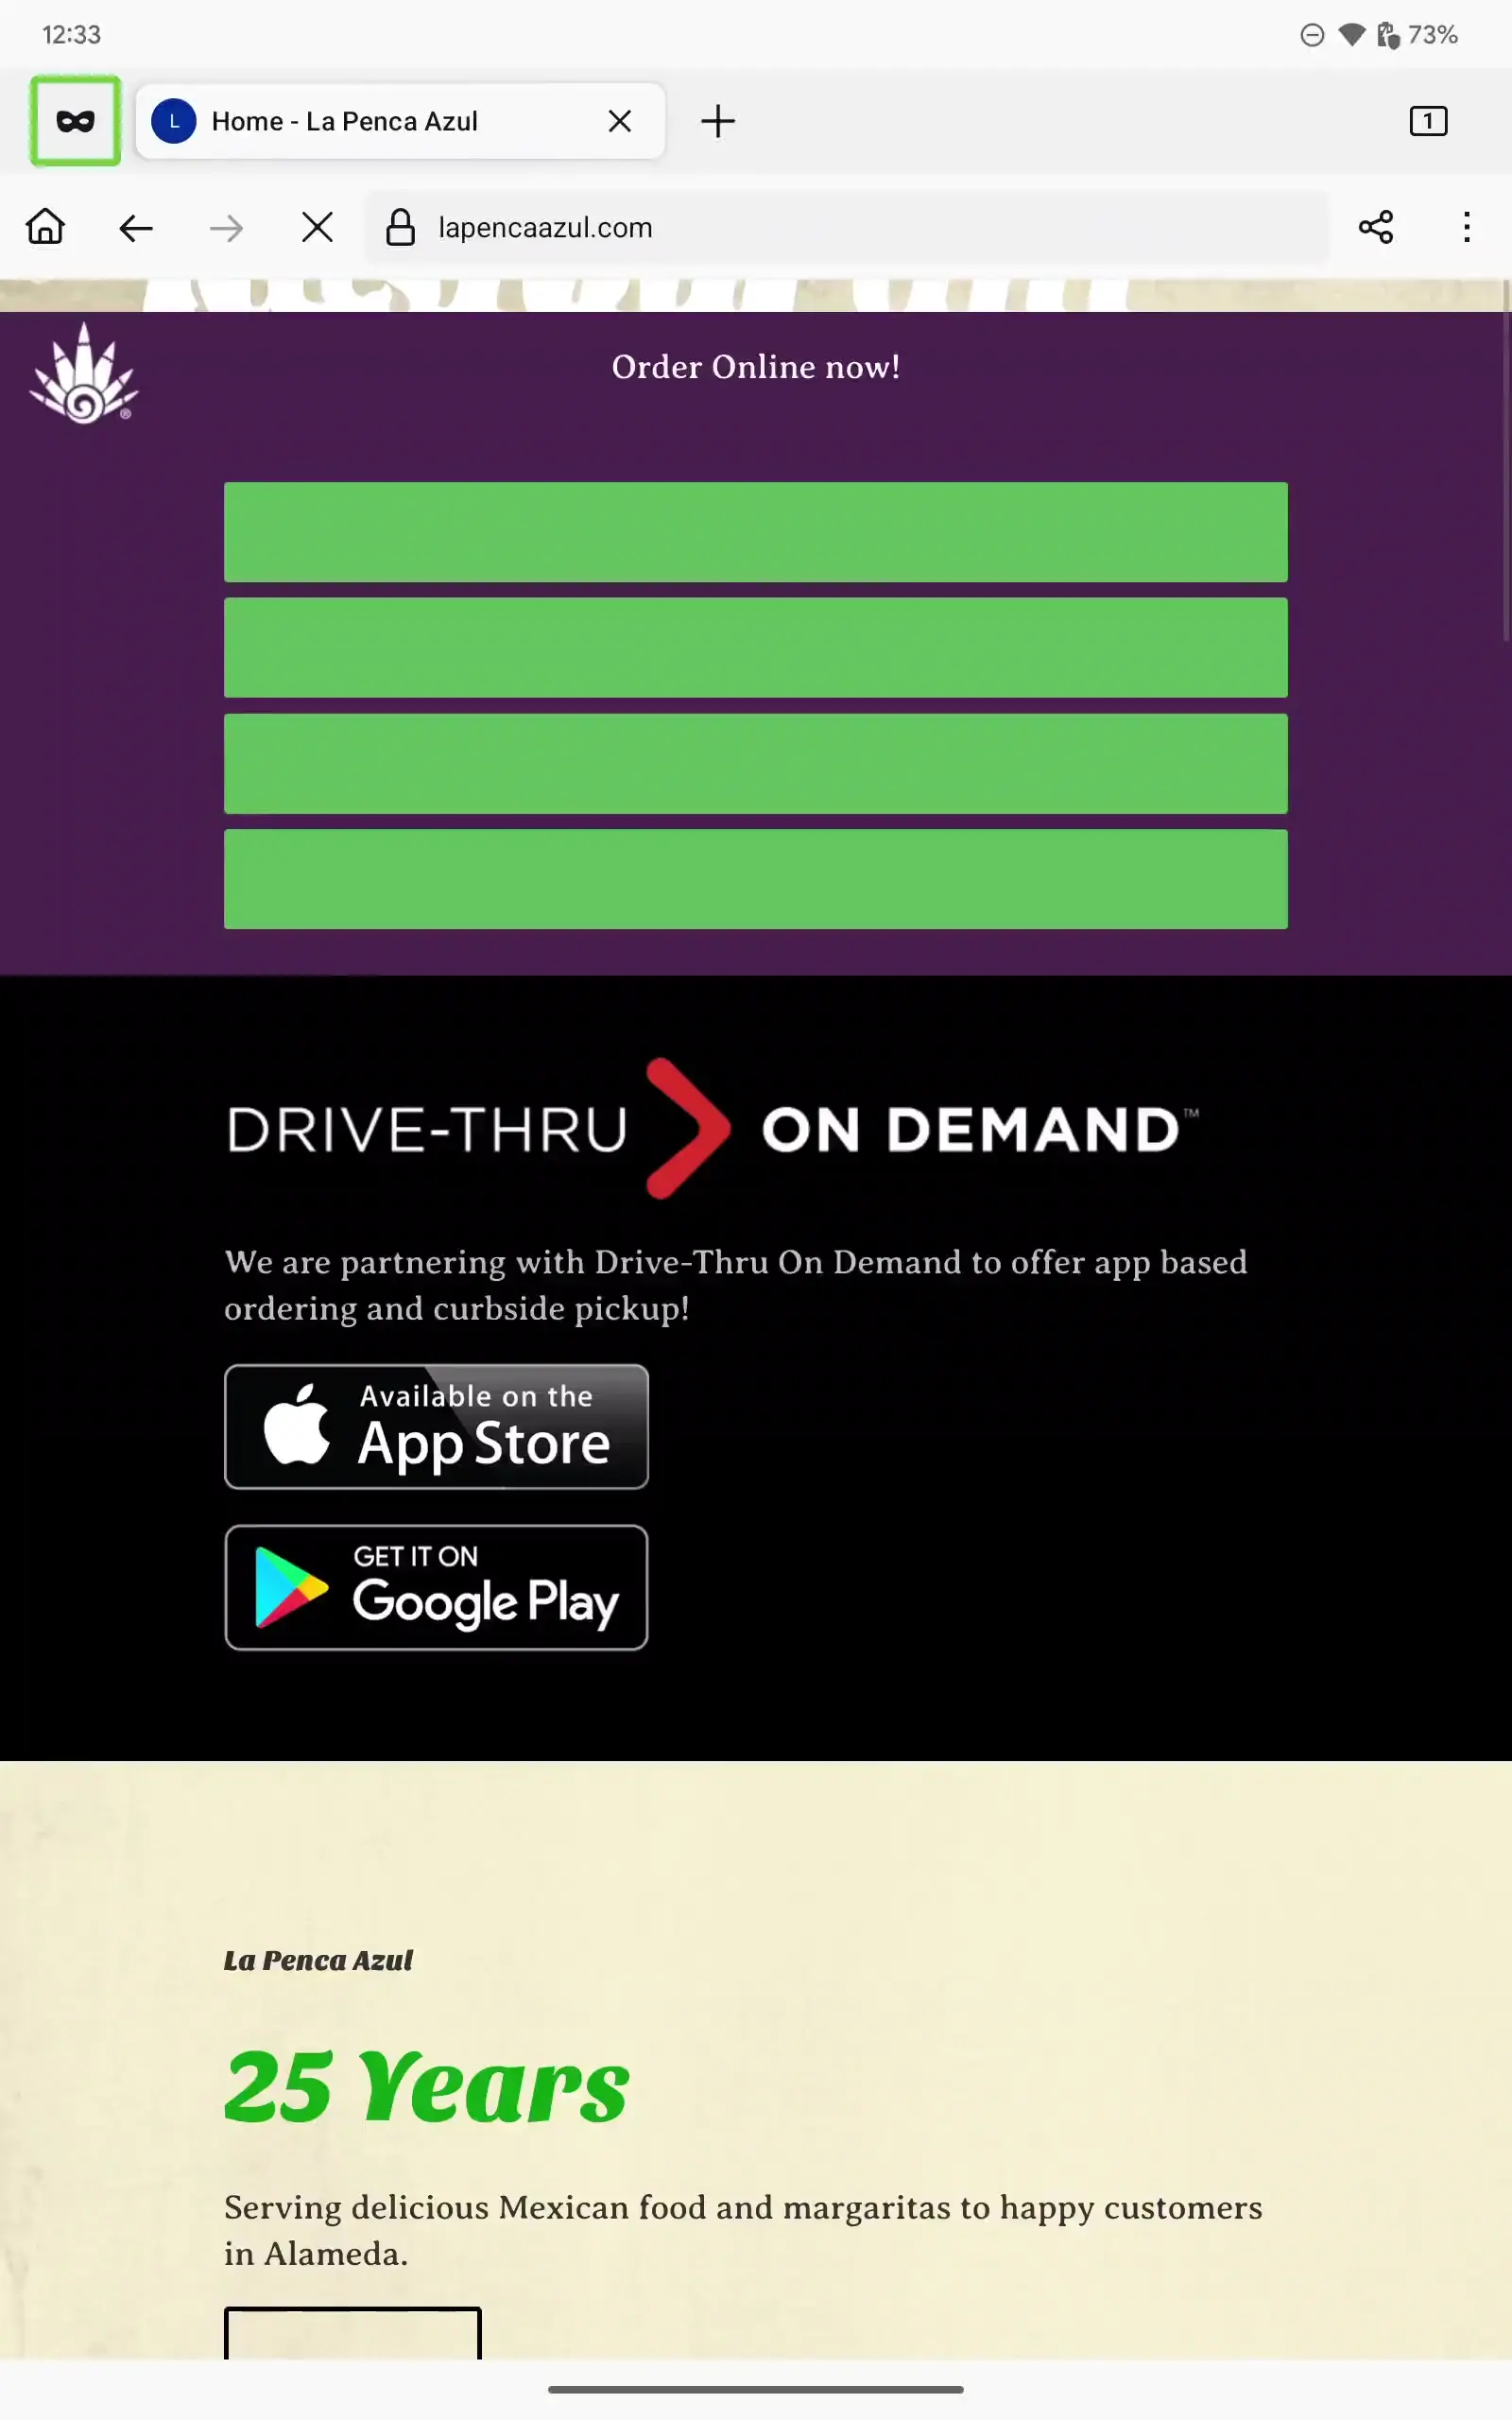 12:33
73%
L
Home - La Penca Azul
1
lapencaazul.com
Order Online now!
®
DRIVE-THRU ON DEMAND™
We are partnering with Drive-Thru On Demand to offer app based
ordering and curbside pickup!
Available on the
App Store
GET IT ON
Google Play
La Penca Azul
25 Years
Serving delicious Mexican food and margaritas to happy customers
in Alameda.